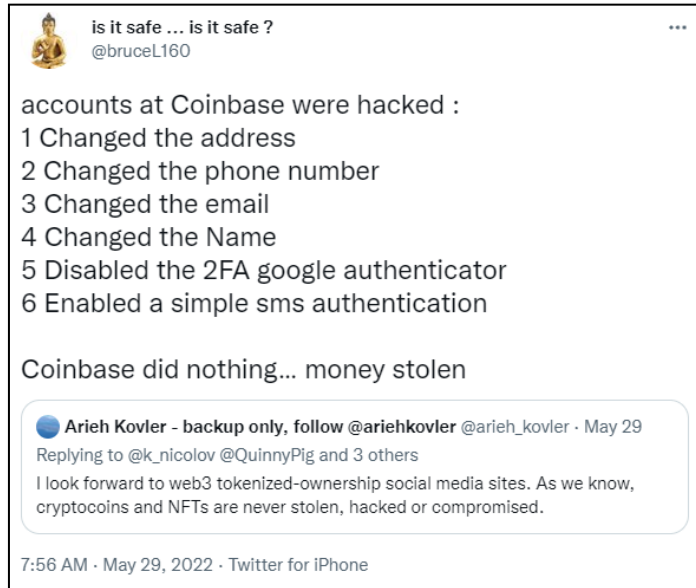 is it safe ... is it safe ?
@bruceL160
accounts at Coinbase were hacked :
1 Changed the address
2 Changed the phone number
3 Changed the email
4 Changed the Name
5 Disabled the 2FA google authenticator
6 Enabled a simple sms authentication
Coinbase did nothing... money stolen
Arieh Kovler - backup only, follow @ariehkovler @arieh_kovler · May 29
Replying to @k_nicolov @QuinnyPig and 3 others
I look forward to web3 tokenized-ownership social media sites. As we know,
cryptocoins and NFTs are never stolen, hacked or compromised.
7:56 AM · May 29, 2022 · Twitter for iPhone